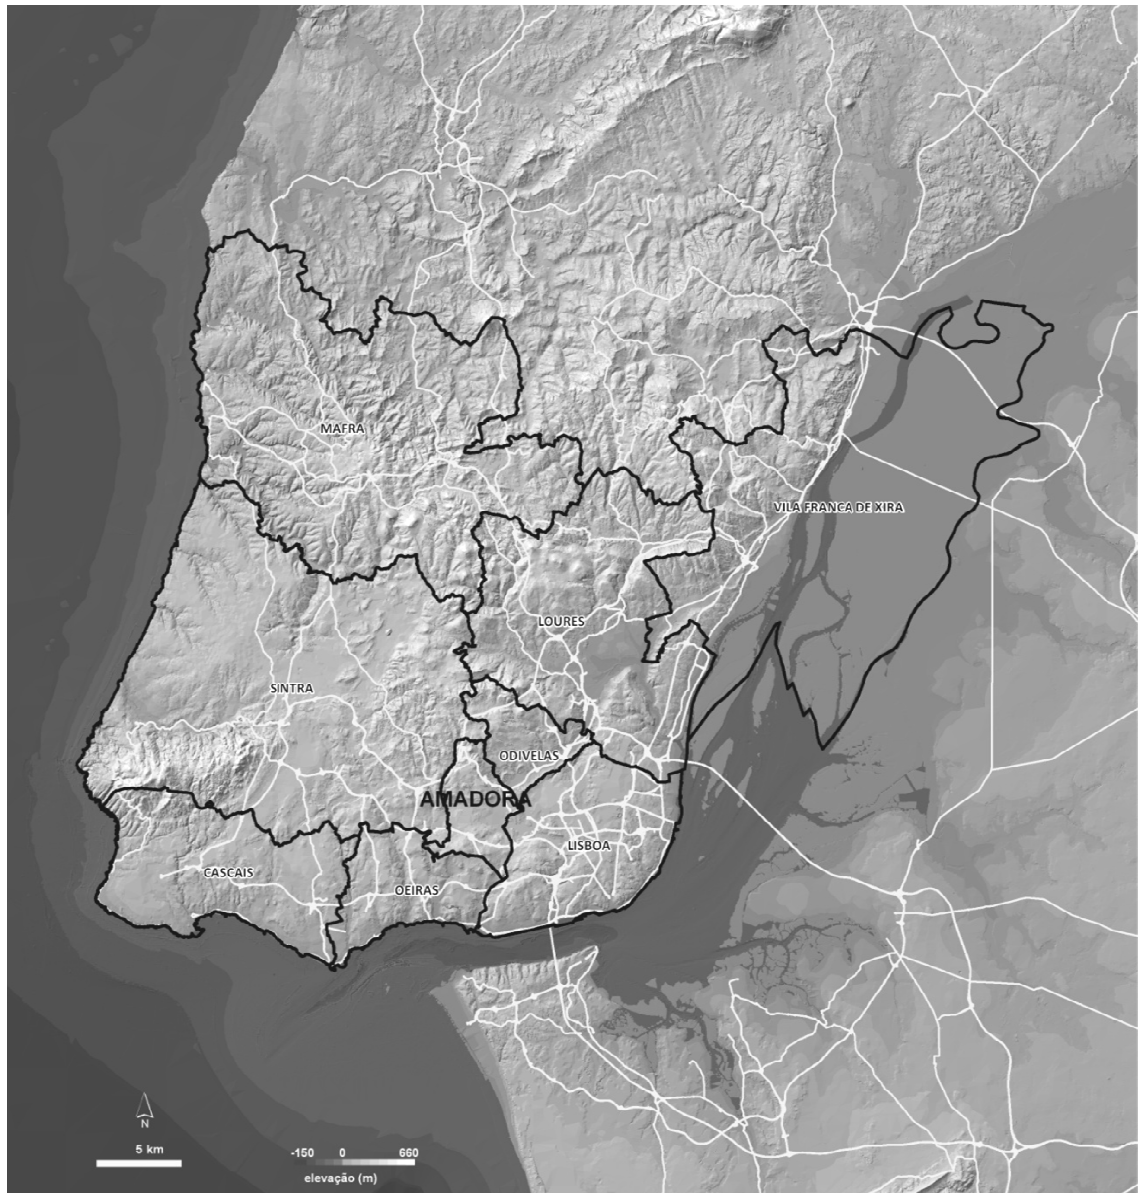 MAFRA
VILA FRANCA DE XIRA
LOURES
SINTRA
ODIVELAS
AMADORA
LISBOA
CASCAIS
OEIRAS
N
5 km
-150 0 660
elevação (m)